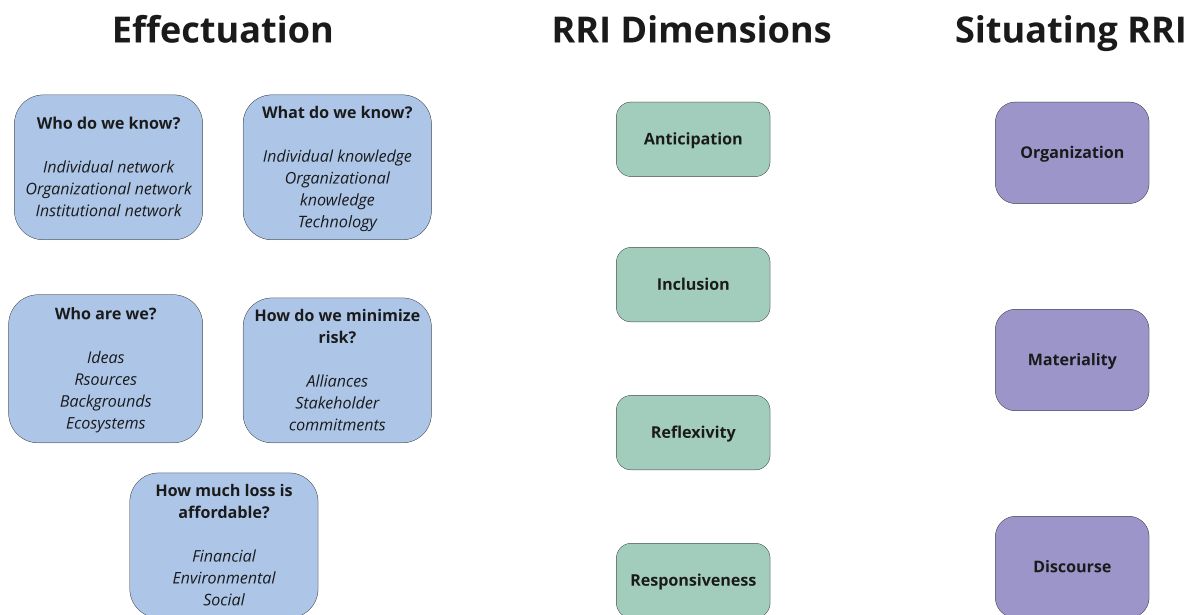 Effectuation
Who do we know?
Individual network
Organizational network
Institutional network
What do we know?
Individual knowledge
Organizational
knowledge
Technology
Who are we?
Ideas
Rsources
Backgrounds
Ecosystems
How do we minimize
risk?
Alliances
Stakeholder
commitments
How much loss is
affordable?
Financial
Environmental
Social
RRI Dimensions
Anticipation
Inclusion
Reflexivity
Responsiveness
Situating RRI
Organization
Materiality
Discourse